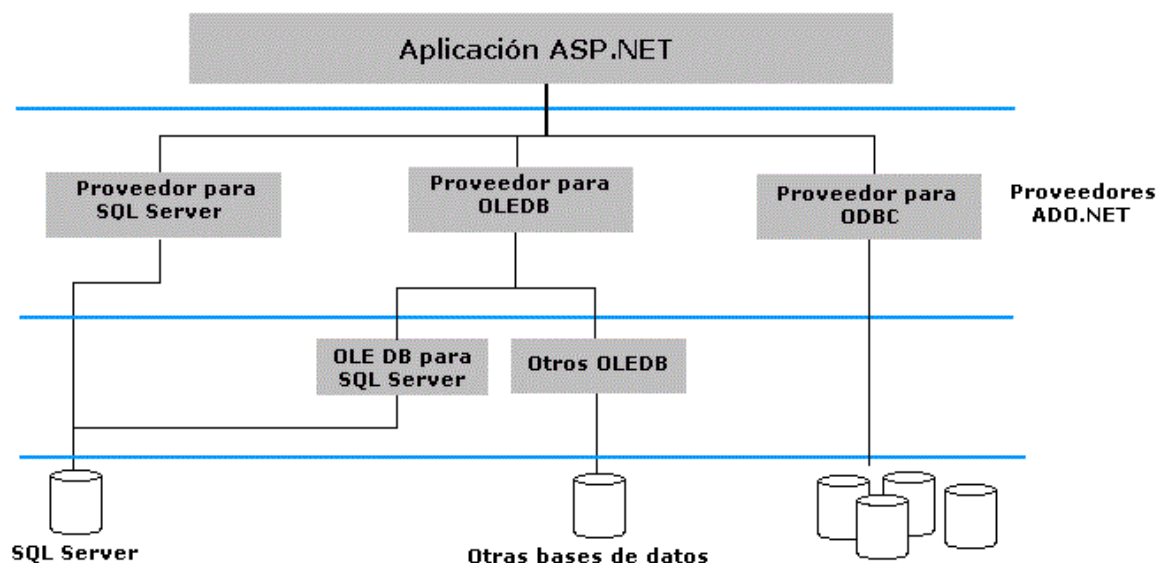 Aplicación ASP.NET
Proveedor para
SQL Server
Proveedor para
OLEDB
Proveedor para
ODBC
Proveedores
ADO.NET
OLE DB para
SQL Server
Otros OLEDB
SQL Server
Otras bases de datos